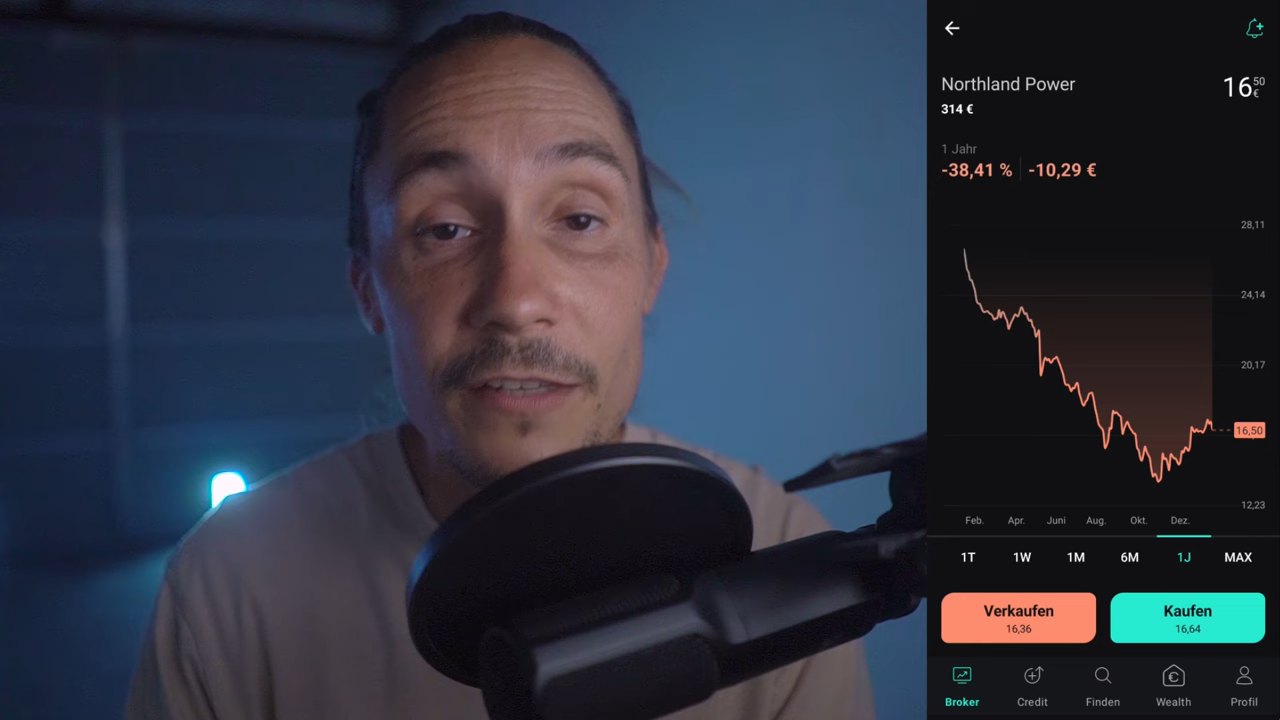 Northland Power
16 50 €
314 €
1 Jahr
-38,41 % -10,29 €
28,11
24,14
20,17
16,50
12,23
Feb. Apr. Juni Aug. Okt. Dez.
1T 1W 1M 6M 1J MAX
Verkaufen
16,36
Kaufen
16,64
Broker Credit Finden Wealth Profil